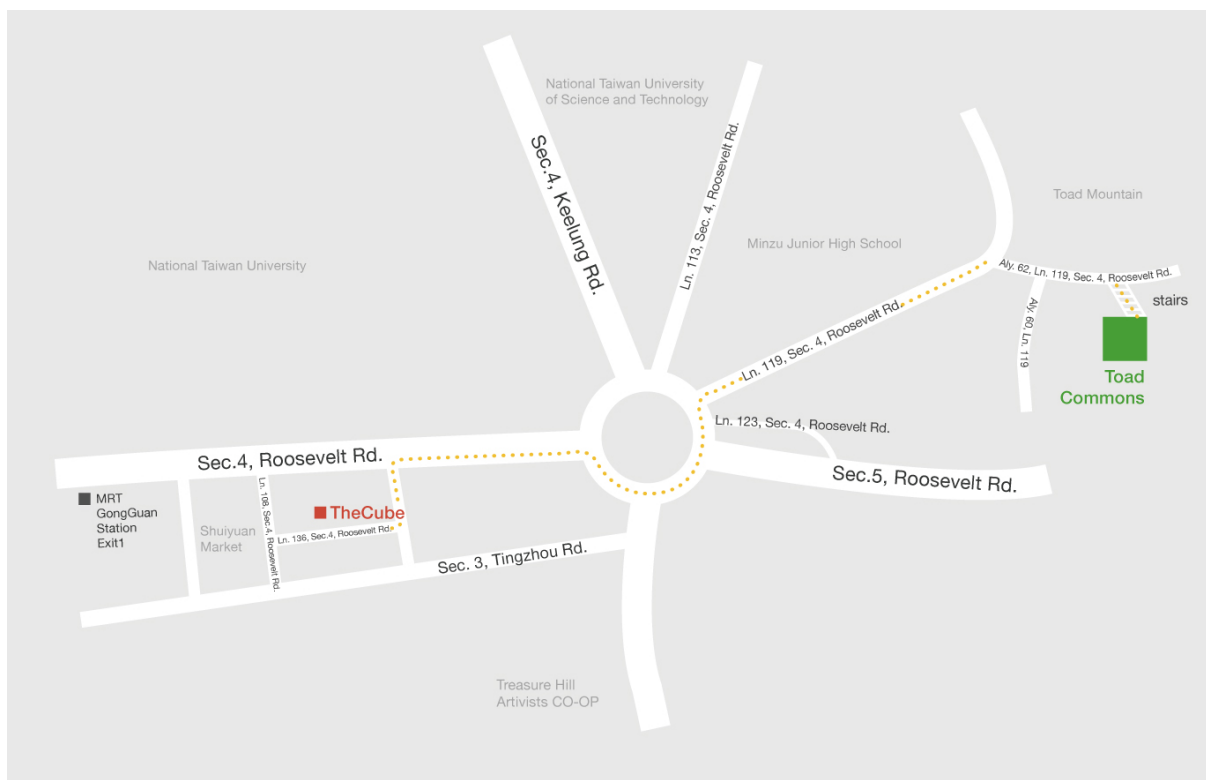 National Taiwan University
of Science and Technology
Sec.4, Keelung Rd.
Ln. 113, Sec. 4, Roosevelt Rd.
Toad Mountain
Minzu Junior High School
National Taiwan University
Aly. 62, Ln. 119, Sec. 4, Roosevelt Rd.
stairs
Aly. 60, Ln. 119
Ln. 119, Sec. 4, Roosevelt Rd.
Toad
Commons
Ln. 123, Sec. 4, Roosevelt Rd.
Sec.4, Roosevelt Rd.
Sec.5, Roosevelt Rd.
MRT
GongGuan
Station
Exit1
Ln. 108, Sec.4, Roosevelt Rd.
TheCube
Shuiyuan
Market
Ln. 136, Sec.4, Roosevelt Rd.
Sec. 3, Tingzhou Rd.
Treasure Hill
Artivists CO-OP